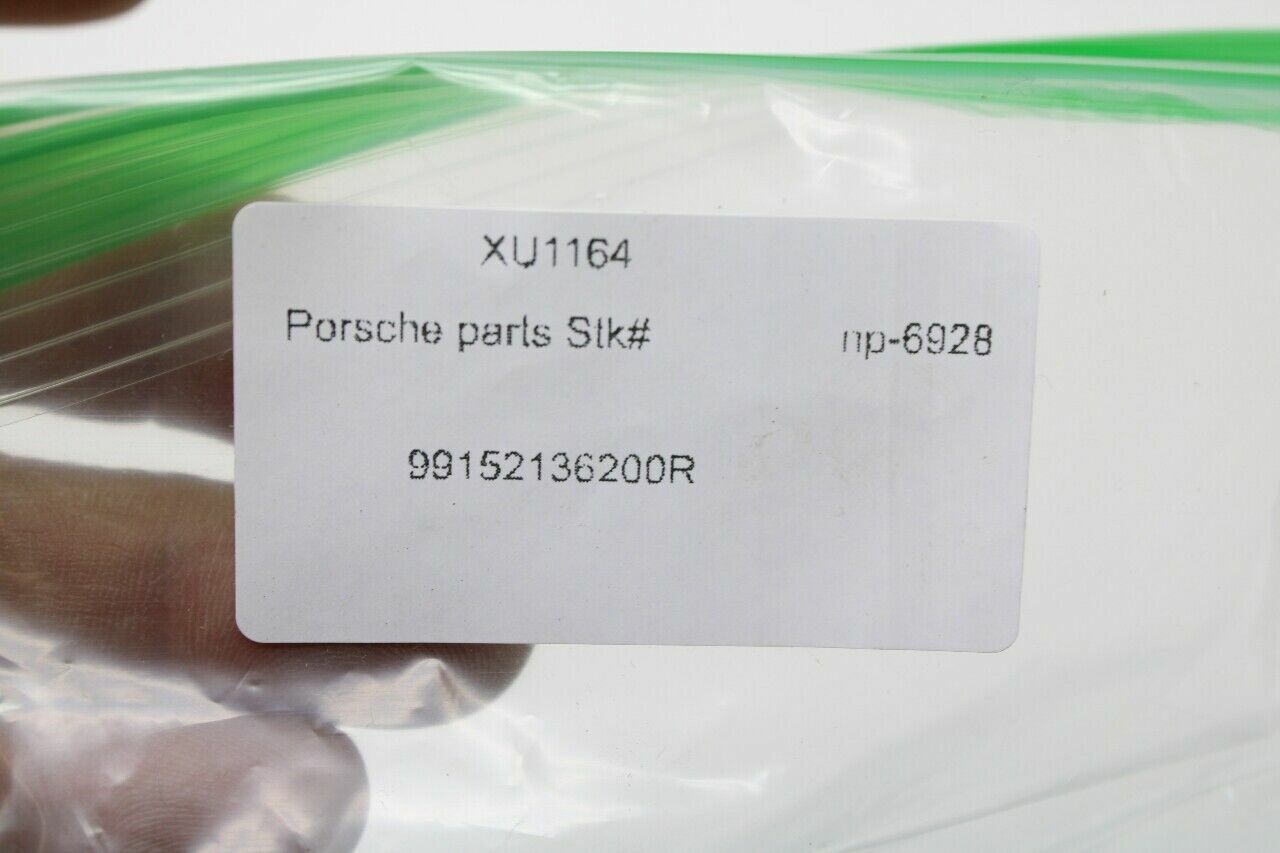 XU1164
Porsche parts Stk# np-6928
99152136200R